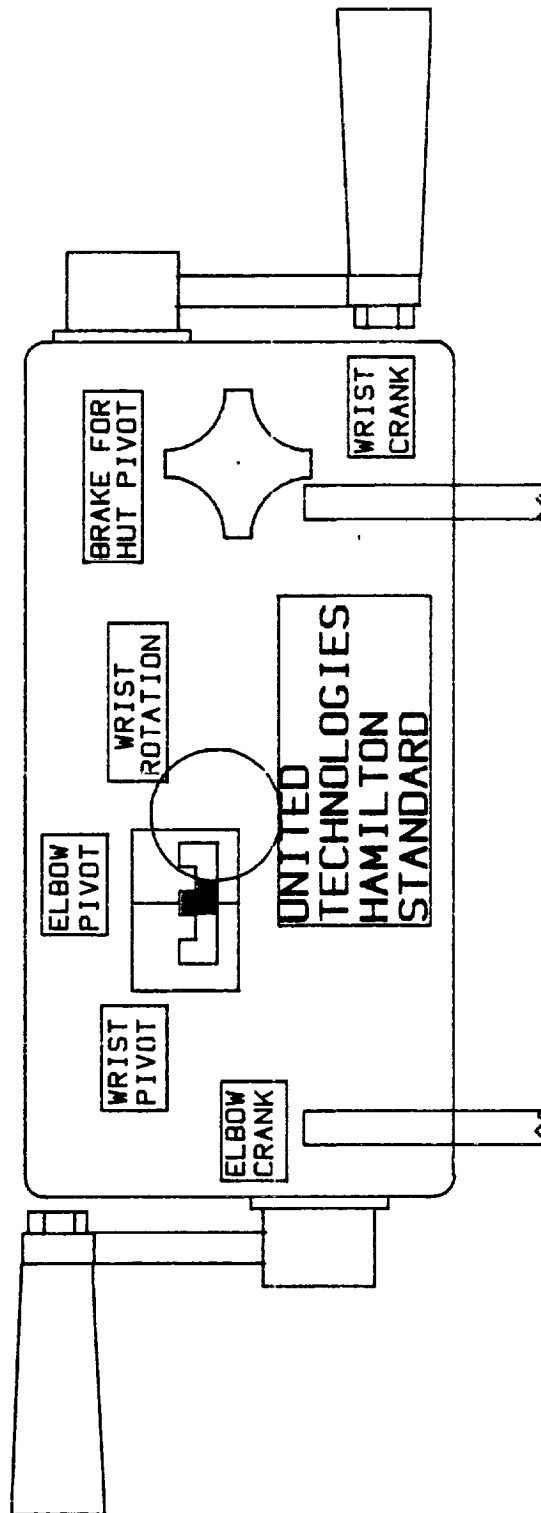 ELBOW
CRANK
WRIST
PIVOT
ELBOW
PIVOT
WRIST
ROTATION
BRAKE FOR
HUT PIVOT
WRIST
CRANK
UNITED
TECHNOLOGIES
HAMILTON
STANDARD